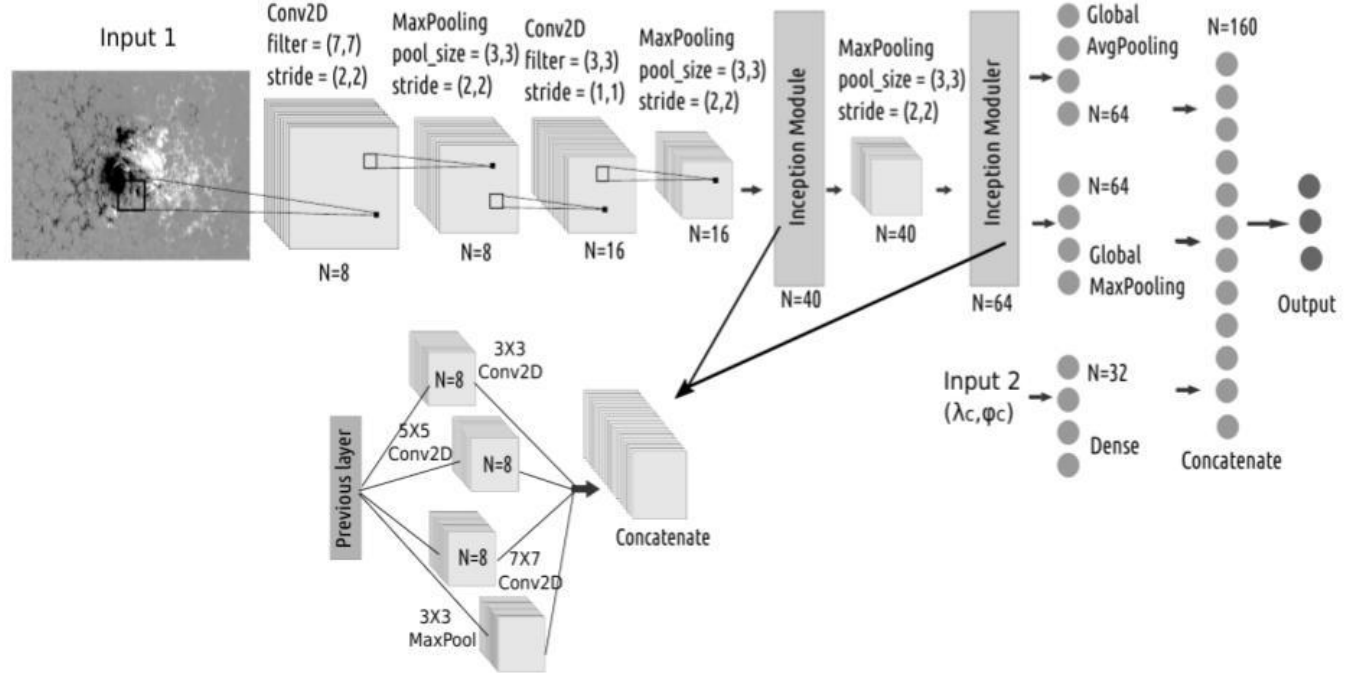 Input 1
Conv2D
filter = (7,7)
stride = (2,2)
N=8
MaxPooling
pool_size = (3,3)
stride = (2,2)
N=8
Conv2D
filter = (3,3)
stride = (1,1)
N=16
MaxPooling
pool_size = (3,3)
stride = (2,2)
N=16
Inception Module
N=40
MaxPooling
pool_size = (3,3)
stride = (2,2)
N=40
Inception Moduler
N=64
Global
AvgPooling
N=64
N=64
Global
MaxPooling
Input 2
(λc,φc)
N=32
Dense
N=160
Concatenate
Output
Previous layer
3X3
Conv2D
N=8
5X5
Conv2D
N=8
N=8
7X7
Conv2D
3X3
MaxPool
Concatenate